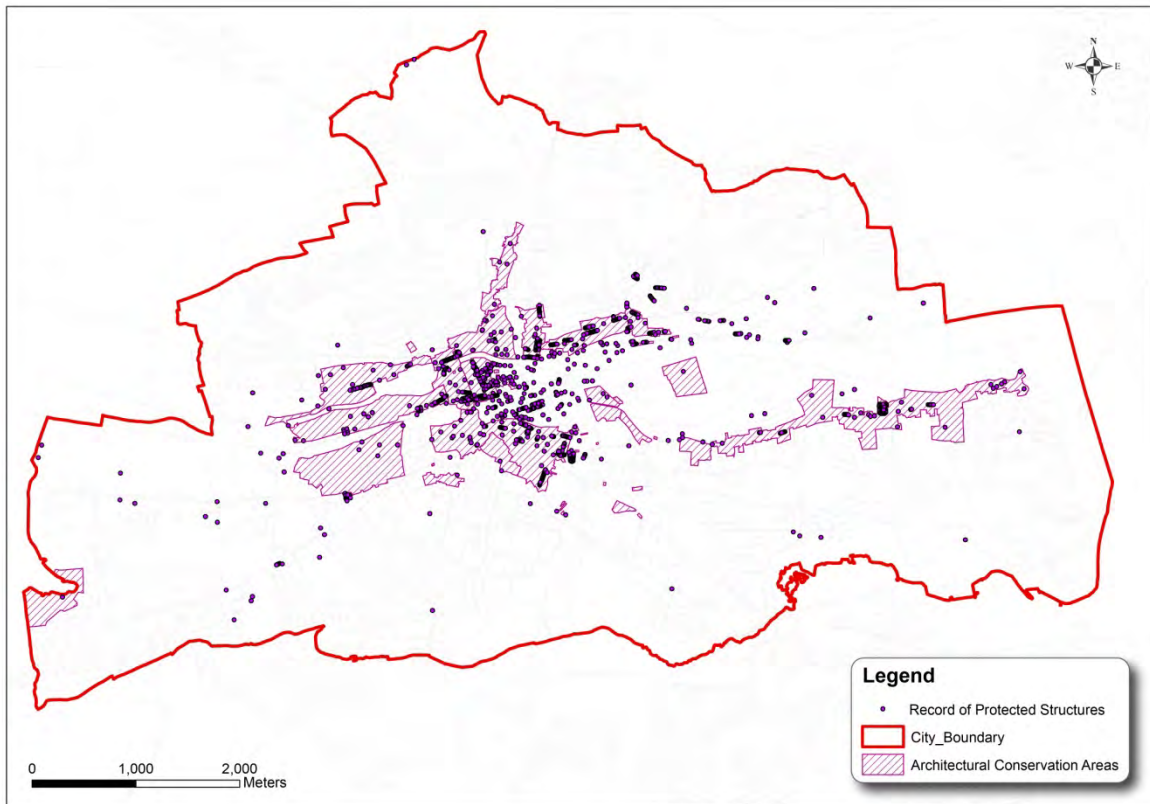 N
W E
S
Legend
Record of Protected Structures
City_Boundary
Architectural Conservation Areas
0 1,000 2,000
Meters